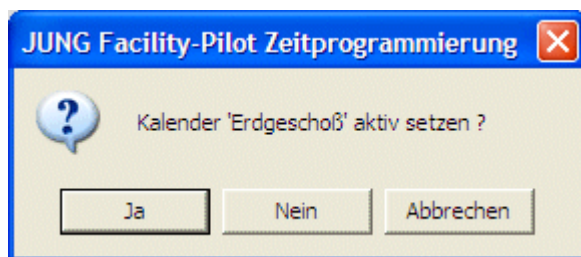 JUNG Facility-Pilot Zeitprogrammierung
Kalender 'Erdgeschoß' aktiv setzen ?
Ja Nein Abbrechen